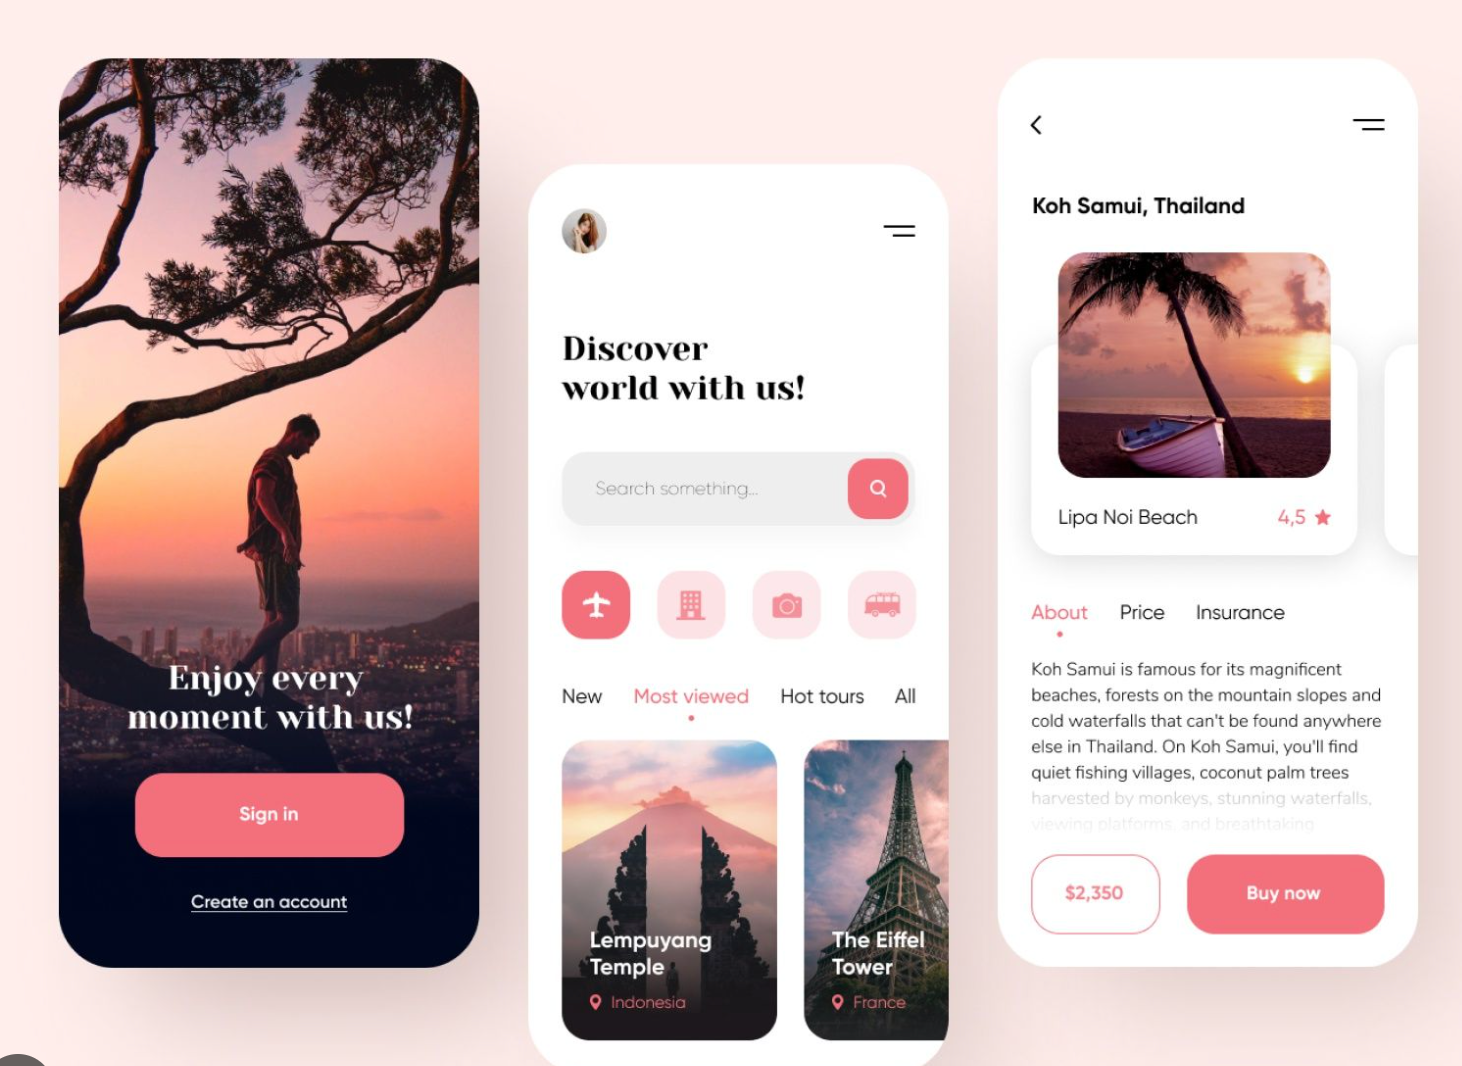 Enjoy every
moment with us!
Sign in
Create an account
Discover
world with us!
Search something...
New Most viewed Hot tours All
Lempuyang
Temple
Indonesia
The Eiffel
Tower
France
Koh Samui, Thailand
Lipa Noi Beach 4,5
About Price Insurance
Koh Samui is famous for its magnificent
beaches, forests on the mountain slopes and
cold waterfalls that can't be found anywhere
else in Thailand. On Koh Samui, you'll find
quiet fishing villages, coconut palm trees
harvested by monkeys, stunning waterfalls,
viewing platforms, and breathtaking
$2,350 Buy now